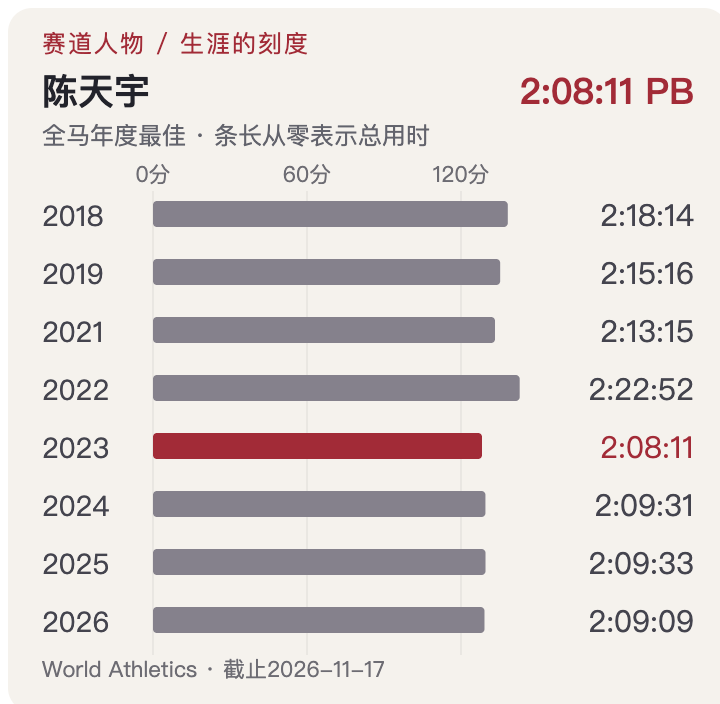 赛道人物 / 生涯的刻度
陈天宇 2:08:11 PB
全马年度最佳 · 条长从零表示总用时
0分 60分 120分
2018 2:18:14
2019 2:15:16
2021 2:13:15
2022 2:22:52
2023 2:08:11
2024 2:09:31
2025 2:09:33
2026 2:09:09
World Athletics · 截止2026–11–17